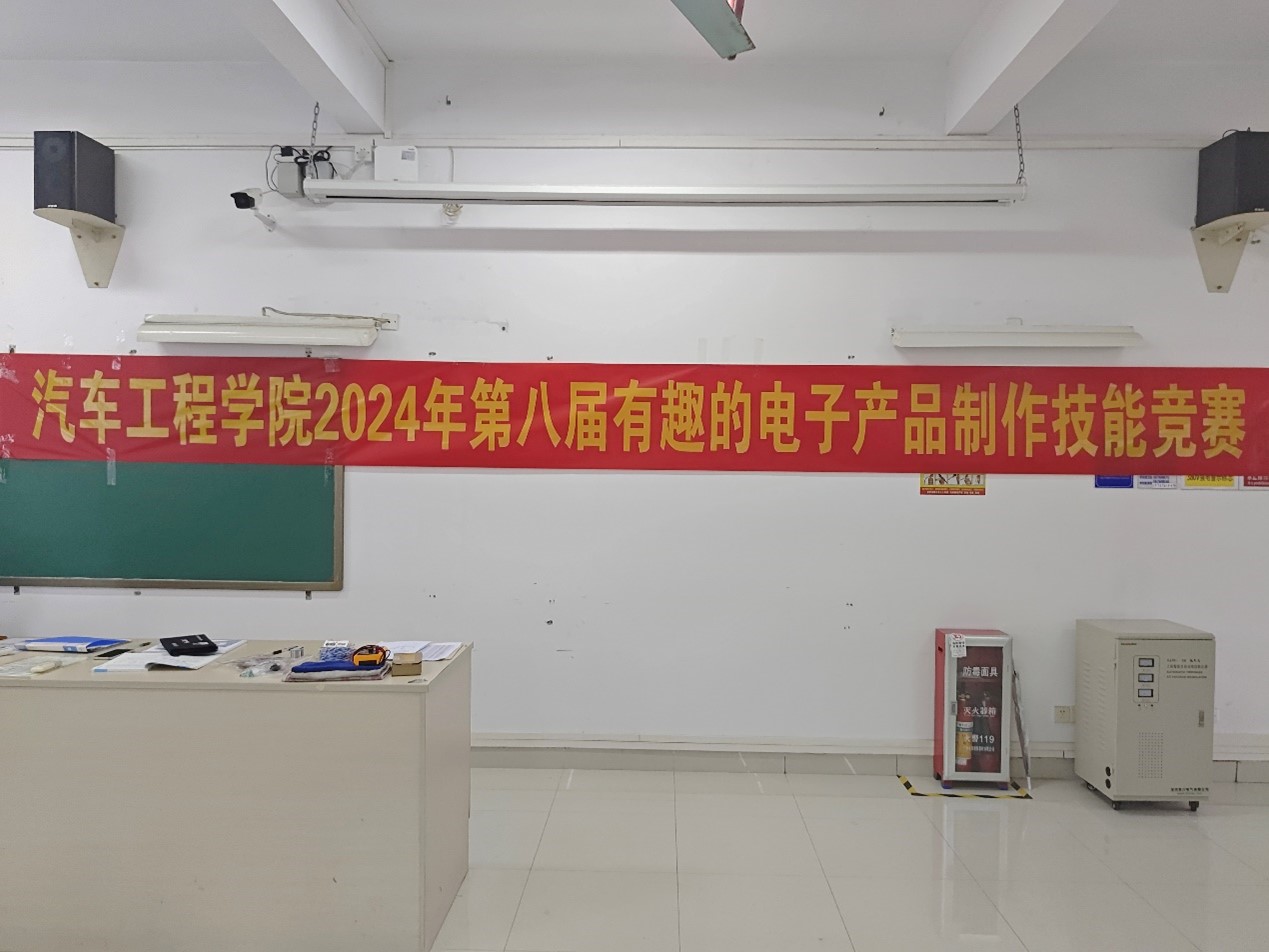 汽车工程学院2024年第八届有趣的电子产品制作技能竞赛
防毒面具
灭火器箱
火警119